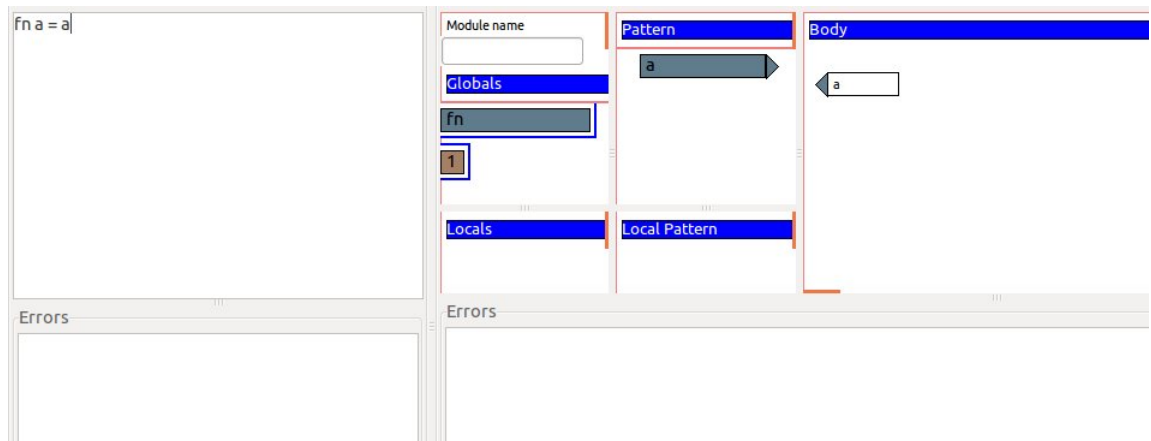 fn a = a
Errors
Module name
Globals
fn
1
Locals
Pattern
a
Local Pattern
Body
a
Errors